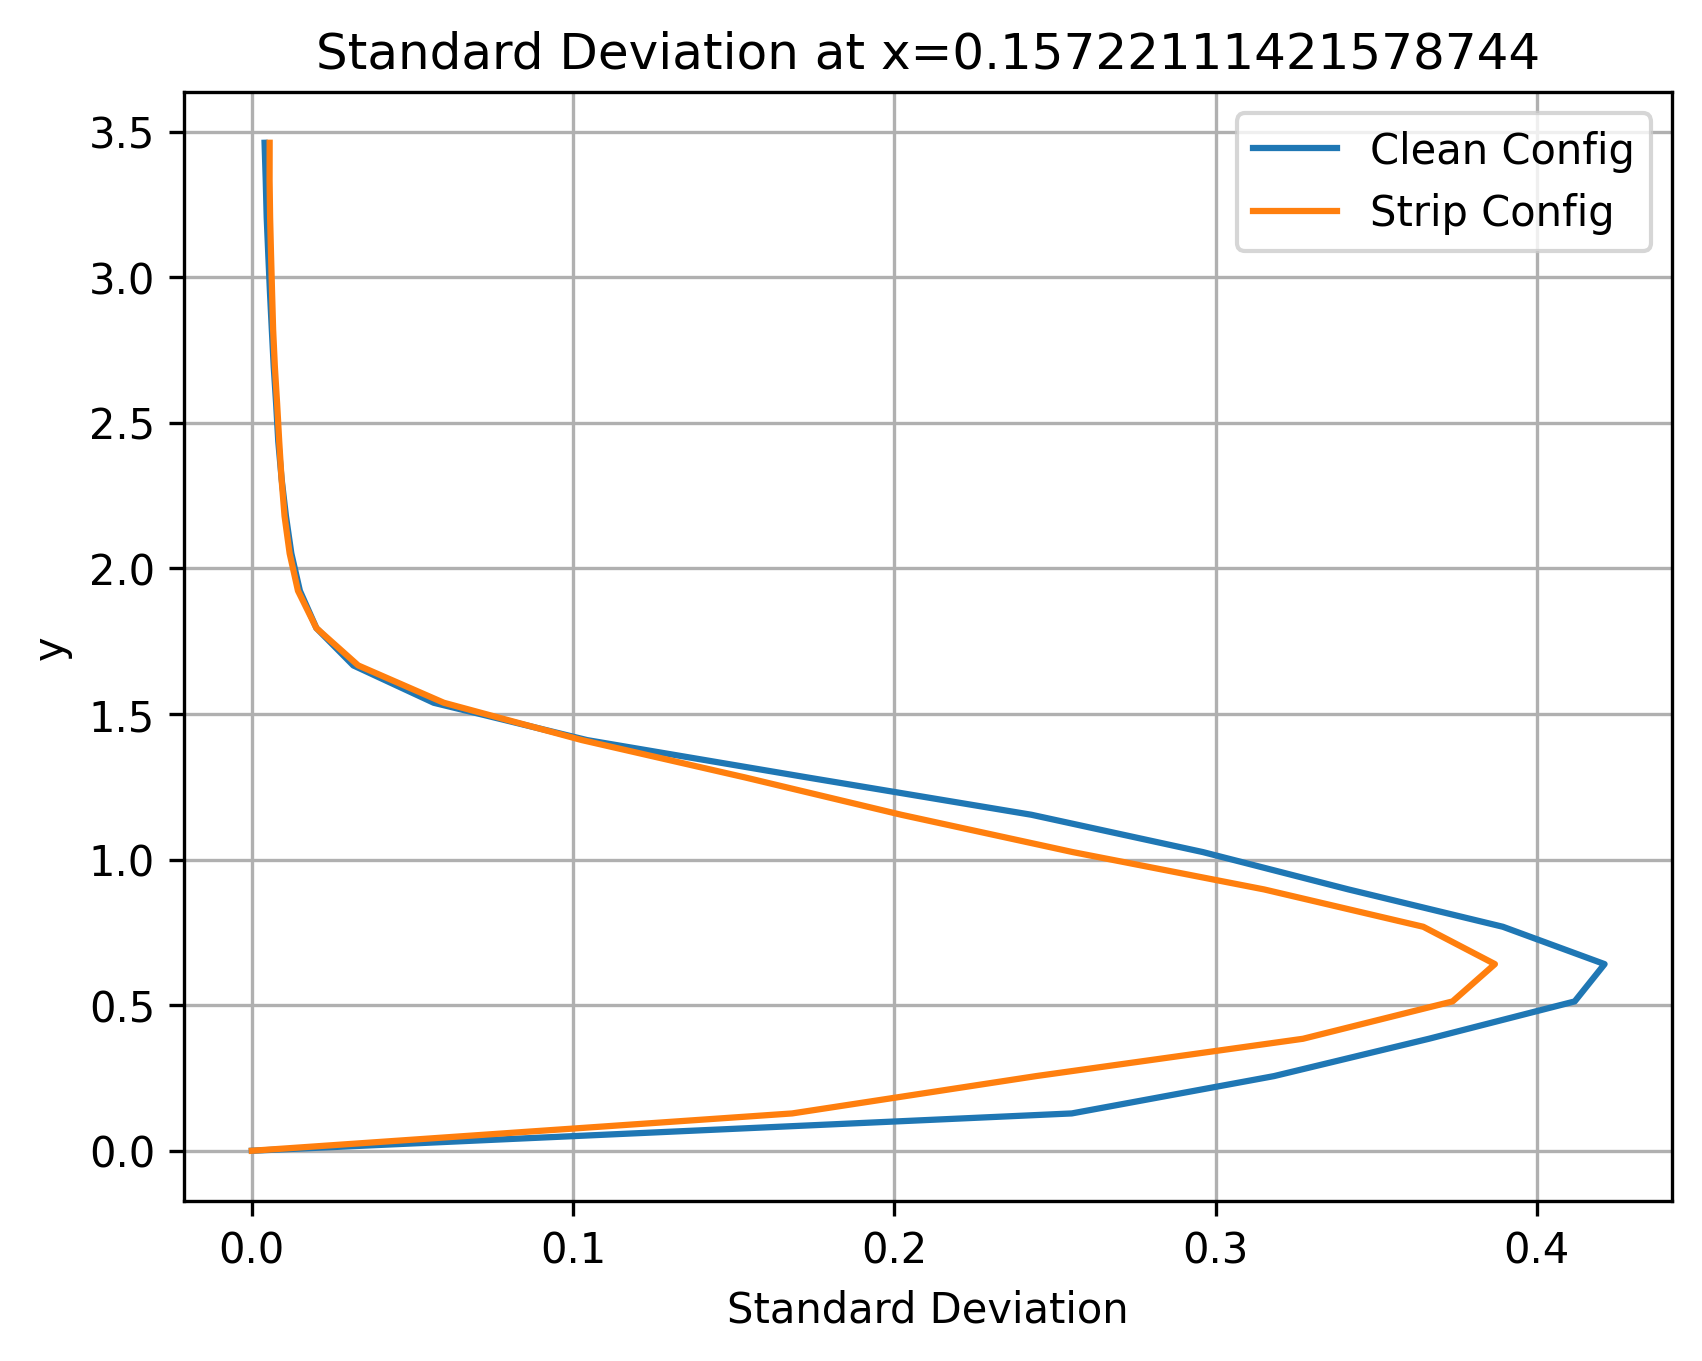 Standard Deviation at x=0.15722111421578744
Clean Config
Strip Config
3.5
3.0
2.5
2.0
1.5
1.0
0.5
0.0
y
0.0 0.1 0.2 0.3 0.4
Standard Deviation